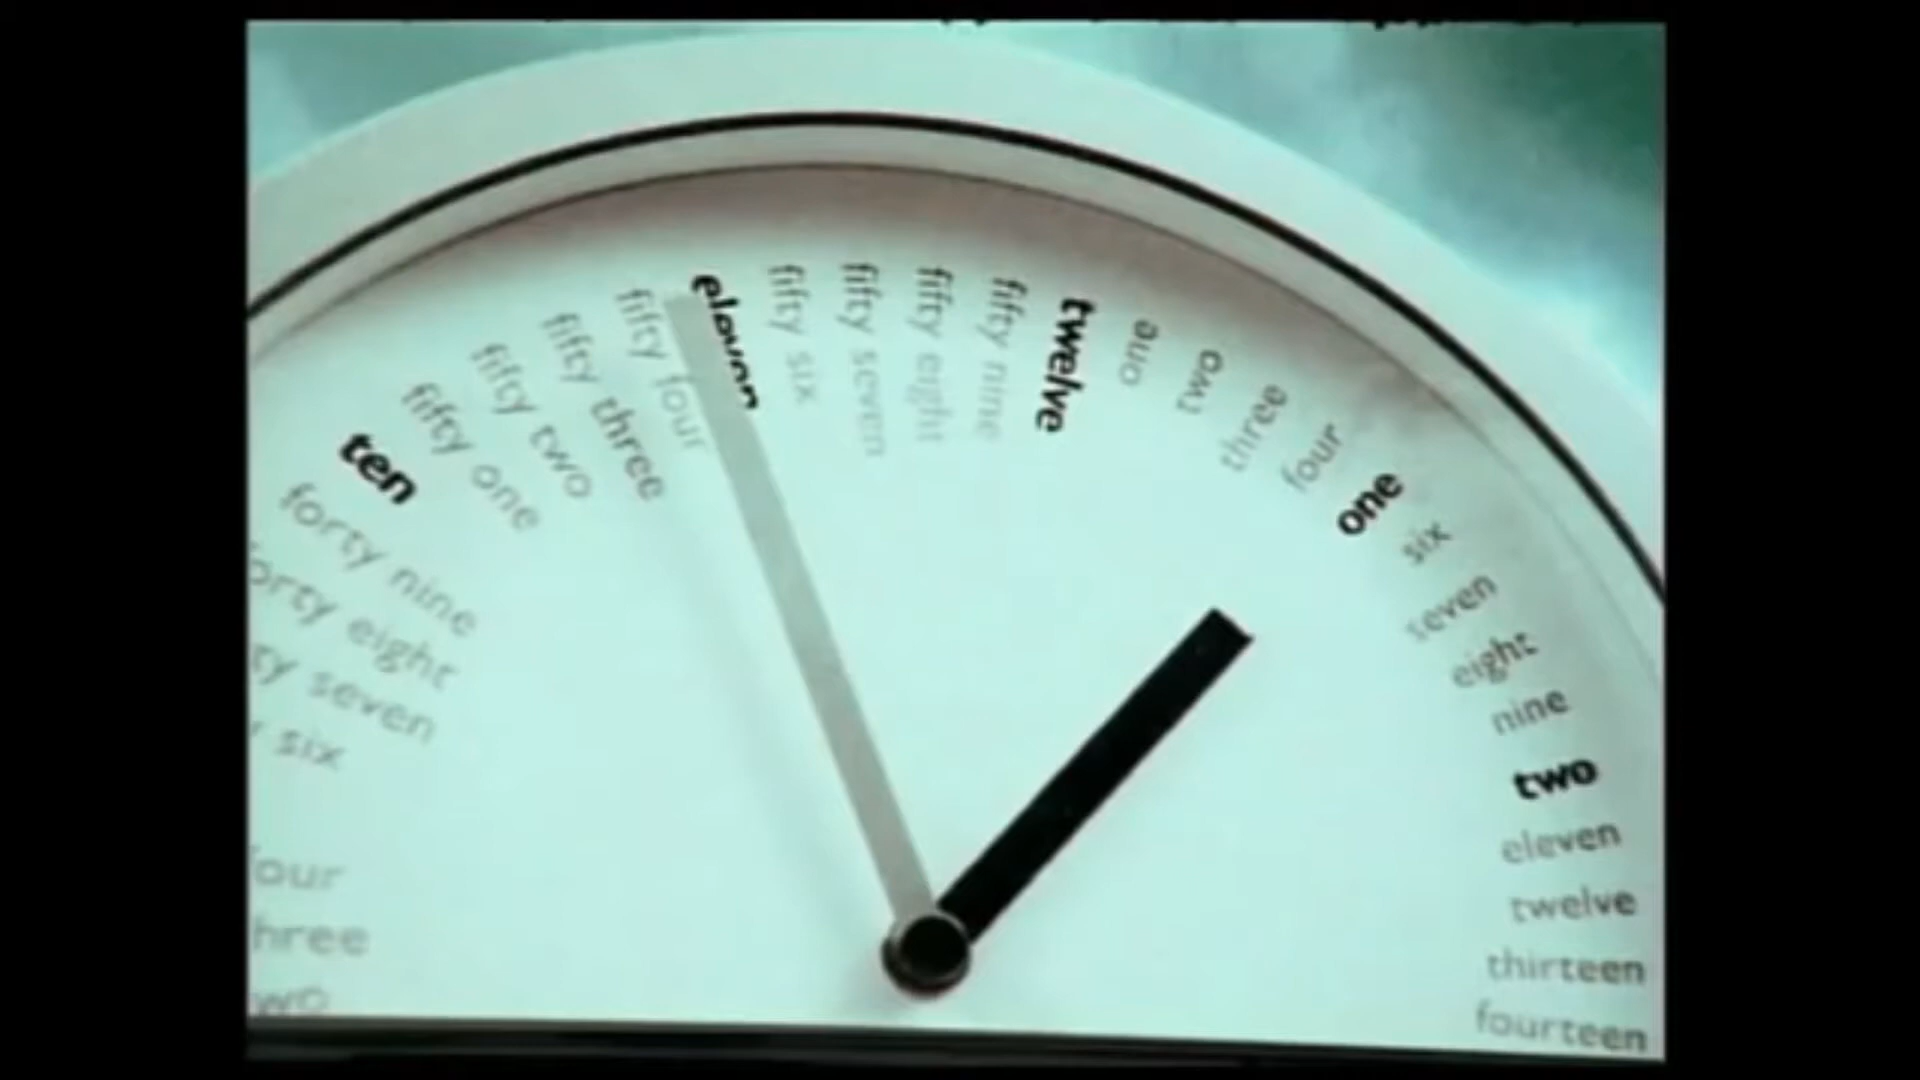 two
three
four
six
seven
forty eight
forty nine
ten
fifty one
fifty two
fifty three
fifty four
eleven
fifty six
fifty seven
fifty eight
fifty nine
twelve
one
two
three
four
one
six
seven
eight
nine
two
eleven
twelve
thirteen
fourteen